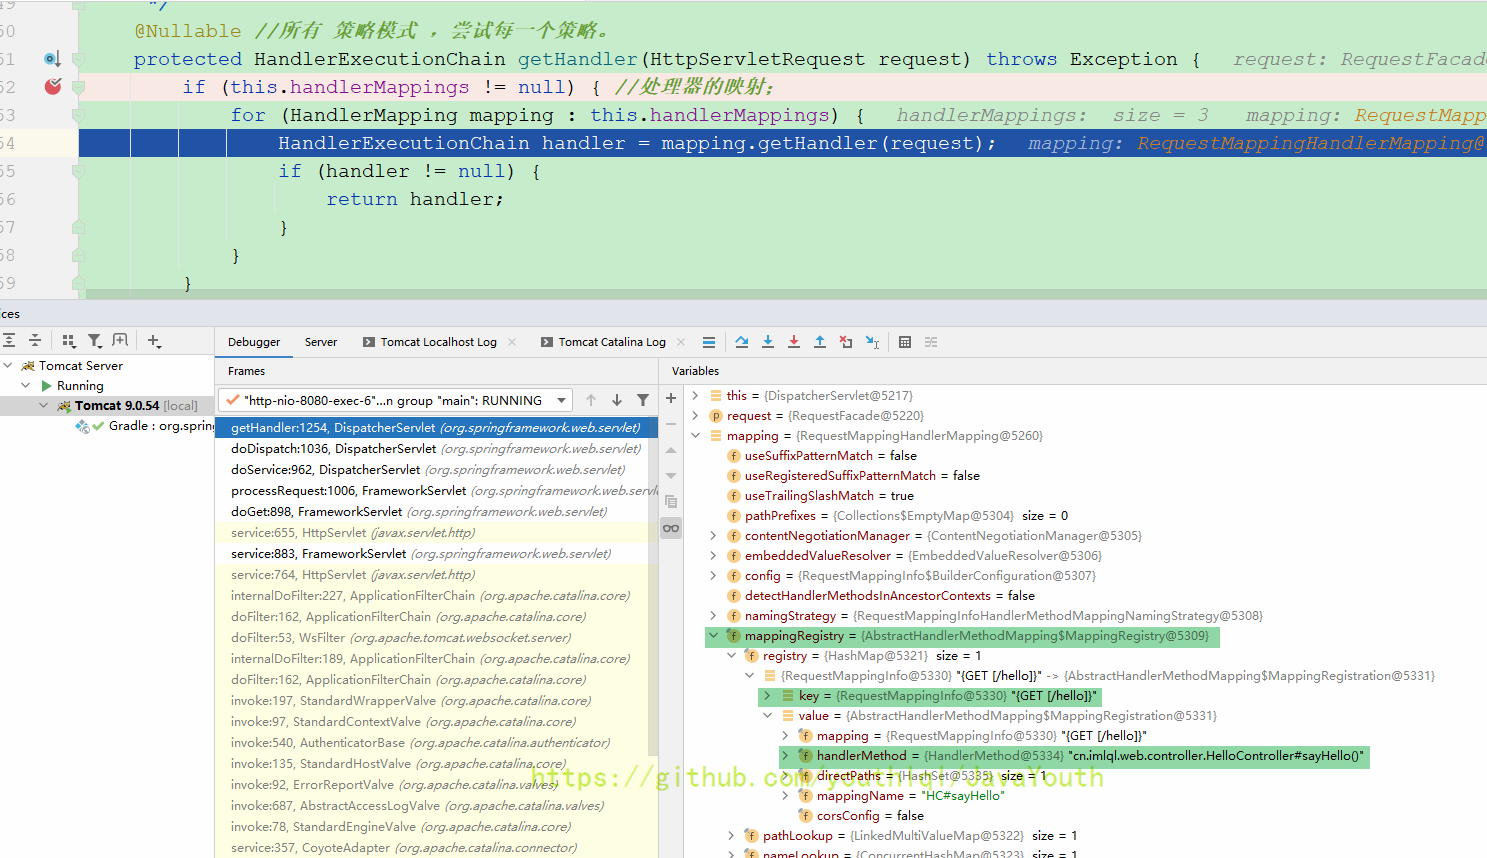 49 */
50 @Nullable //所有 策略模式 ，尝试每一个策略。
51 protected HandlerExecutionChain getHandler(HttpServletRequest request) throws Exception { request: RequestFacade
52 if (this.handlerMappings != null) { //处理器的映射;
53 for (HandlerMapping mapping : this.handlerMappings) { handlerMappings: size = 3 mapping: RequestMapp
54 HandlerExecutionChain handler = mapping.getHandler(request); mapping: RequestMappingHandlerMapping@
55 if (handler != null) {
56 return handler;
57 }
58 }
59 }
ices
Debugger Server Tomcat Localhost Log Tomcat Catalina Log
Tomcat Server
Running
Tomcat 9.0.54 [local]
Gradle : org.spring
Frames
"http-nio-8080-exec-6"...n group "main": RUNNING
getHandler:1254, DispatcherServlet (org.springframework.web.servlet)
doDispatch:1036, DispatcherServlet (org.springframework.web.servlet)
doService:962, DispatcherServlet (org.springframework.web.servlet)
processRequest:1006, FrameworkServlet (org.springframework.web.servle
doGet:898, FrameworkServlet (org.springframework.web.servlet)
service:655, HttpServlet (javax.servlet.http)
service:883, FrameworkServlet (org.springframework.web.servlet)
service:764, HttpServlet (javax.servlet.http)
internalDoFilter:227, ApplicationFilterChain (org.apache.catalina.core)
doFilter:162, ApplicationFilterChain (org.apache.catalina.core)
doFilter:53, WsFilter (org.apache.tomcat.websocket.server)
internalDoFilter:189, ApplicationFilterChain (org.apache.catalina.core)
doFilter:162, ApplicationFilterChain (org.apache.catalina.core)
invoke:197, StandardWrapperValve (org.apache.catalina.core)
invoke:97, StandardContextValve (org.apache.catalina.core)
invoke:540, AuthenticatorBase (org.apache.catalina.authenticator)
invoke:135, StandardHostValve (org.apache.catalina.core)
invoke:92, ErrorReportValve (org.apache.catalina.valves)
invoke:687, AbstractAccessLogValve (org.apache.catalina.valves)
invoke:78, StandardEngineValve (org.apache.catalina.core)
service:357, CoyoteAdapter (org.apache.catalina.connector)
Variables
this = {DispatcherServlet@5217}
request = {RequestFacade@5220}
mapping = {RequestMappingHandlerMapping@5260}
useSuffixPatternMatch = false
useRegisteredSuffixPatternMatch = false
useTrailingSlashMatch = true
pathPrefixes = {Collections$EmptyMap@5304} size = 0
contentNegotiationManager = {ContentNegotiationManager@5305}
embeddedValueResolver = {EmbeddedValueResolver@5306}
config = {RequestMappingInfo$BuilderConfiguration@5307}
detectHandlerMethodsInAncestorContexts = false
namingStrategy = {RequestMappingInfoHandlerMethodMappingNamingStrategy@5308}
mappingRegistry = {AbstractHandlerMethodMapping$MappingRegistry@5309}
registry = {HashMap@5321} size = 1
{RequestMappingInfo@5330} "{GET [/hello]}" -> {AbstractHandlerMethodMapping$MappingRegistration@5331}
key = {RequestMappingInfo@5330} "{GET [/hello]}"
value = {AbstractHandlerMethodMapping$MappingRegistration@5331}
mapping = {RequestMappingInfo@5330} "{GET [/hello]}"
handlerMethod = {HandlerMethod@5334} "cn.imlql.web.controller.HelloController#sayHello()"
directPaths = {HashSet@5335} size = 1
mappingName = "HC#sayHello"
corsConfig = false
pathLookup = {LinkedMultiValueMap@5322} size = 1
nameLookup = {ConcurrentHashMap@5323} size = 1
https://github.com/youthlql/JavaYouth